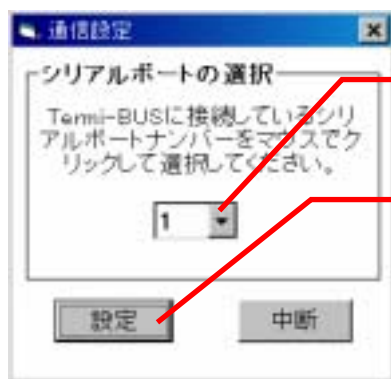 通信設定
シリアルポートの選択
Termi-BUSに接続しているシリ
アルポートナンバーをマウスでク
リックして選択してください。
1
設定
中断